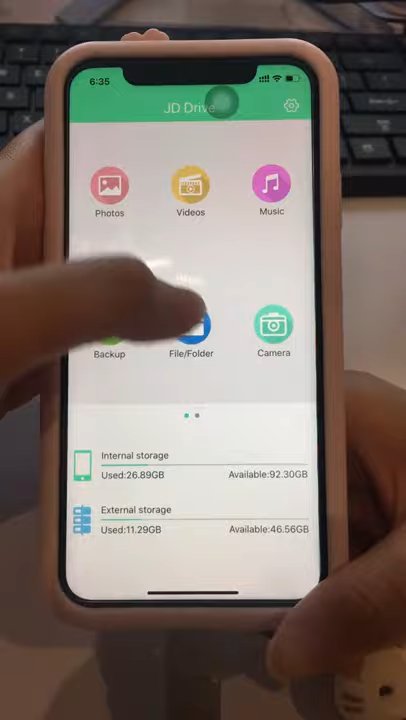 6:35
JD Drive
Photos
Videos
Music
Backup
File/Folder
Camera
Internal storage
Used:26.89GB
Available:92.30GB
External storage
Used:11.29GB
Available:46.56GB